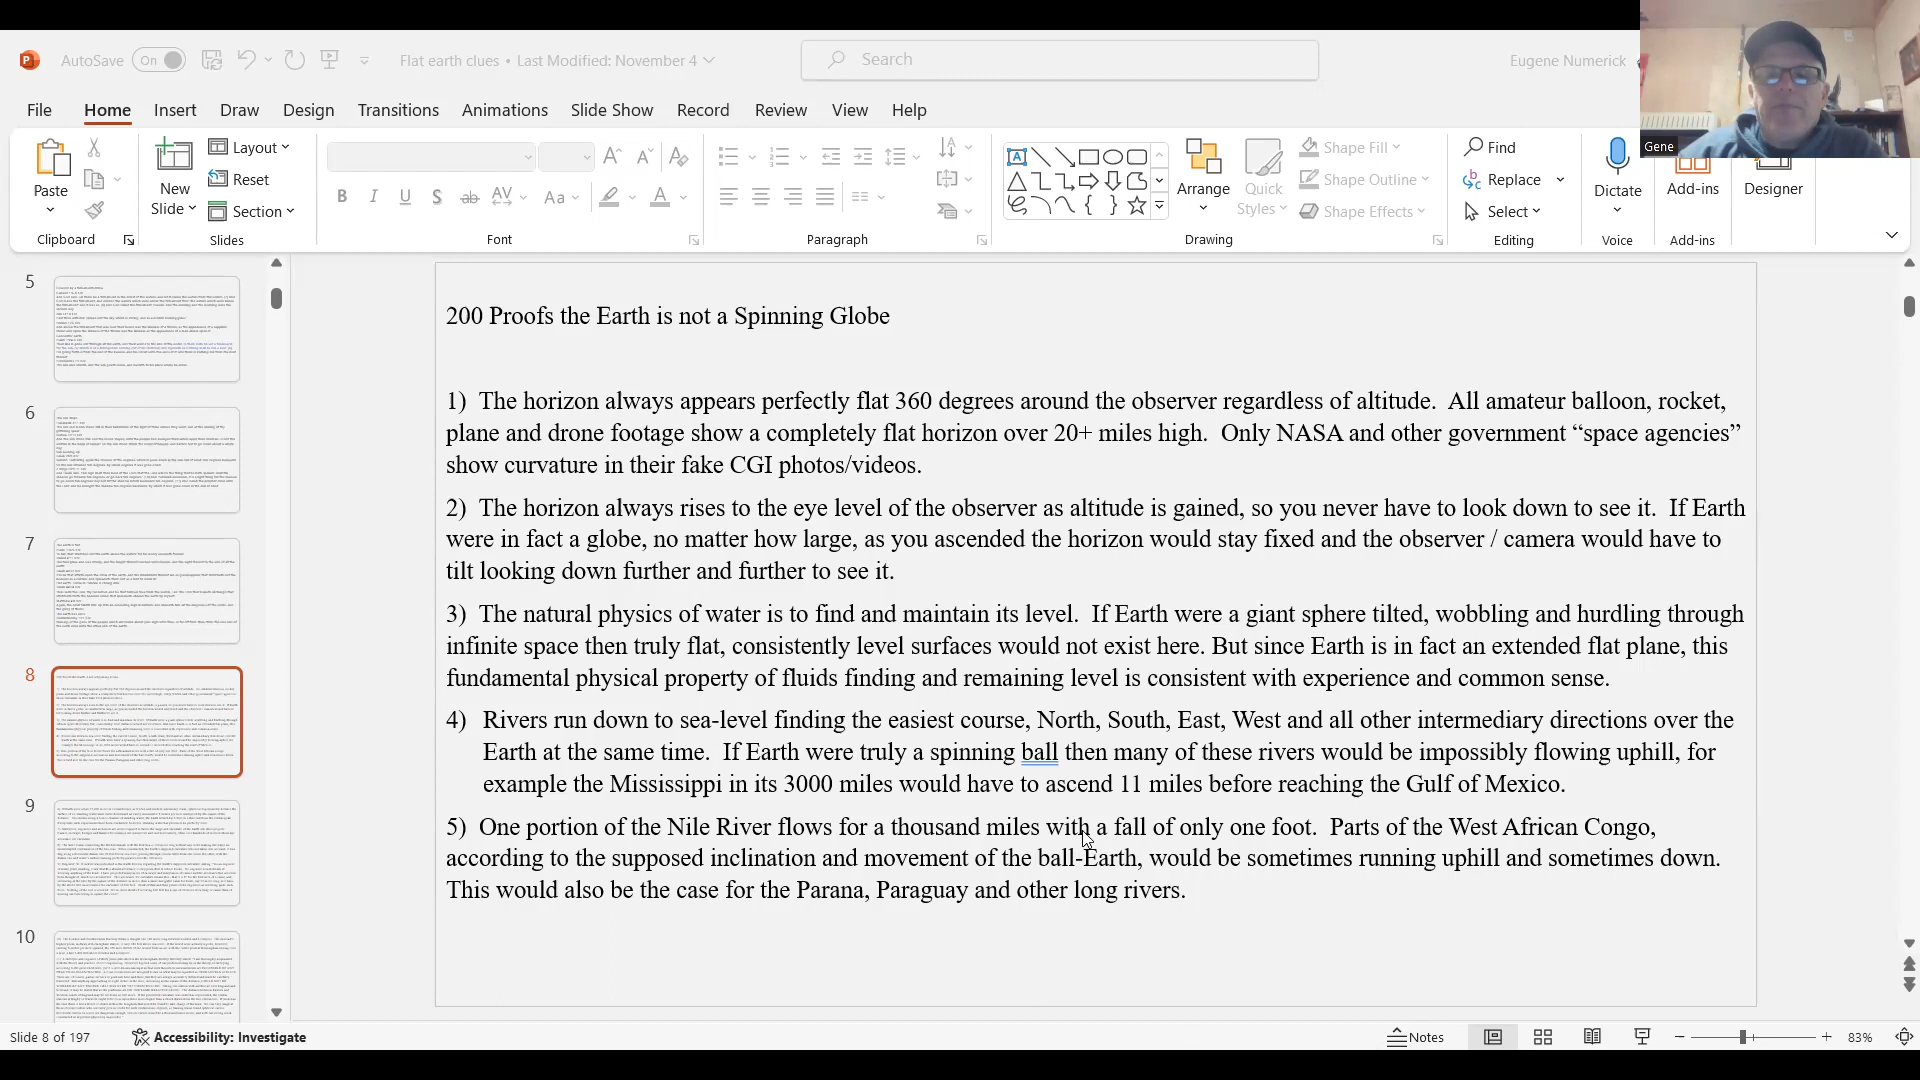 AutoSave On Flat earth clues • Last Modified: November 4 Search Eugene Numerick
File Home Insert Draw Design Transitions Animations Slide Show Record Review View Help
Gene
Paste
New Slide
Layout
Reset
Section
Find
Replace
Select
Arrange
Quick Styles
Shape Fill
Shape Outline
Shape Effects
Dictate
Add-ins
Designer
Clipboard Slides Font Paragraph Drawing Editing Voice Add-ins
5
6
7
8
9
10
200 Proofs the Earth is not a Spinning Globe
1) The horizon always appears perfectly flat 360 degrees around the observer regardless of altitude. All amateur balloon, rocket,
plane and drone footage show a completely flat horizon over 20+ miles high. Only NASA and other government “space agencies”
show curvature in their fake CGI photos/videos.
2) The horizon always rises to the eye level of the observer as altitude is gained, so you never have to look down to see it. If Earth
were in fact a globe, no matter how large, as you ascended the horizon would stay fixed and the observer / camera would have to
tilt looking down further and further to see it.
3) The natural physics of water is to find and maintain its level. If Earth were a giant sphere tilted, wobbling and hurdling through
infinite space then truly flat, consistently level surfaces would not exist here. But since Earth is in fact an extended flat plane, this
fundamental physical property of fluids finding and remaining level is consistent with experience and common sense.
4) Rivers run down to sea-level finding the easiest course, North, South, East, West and all other intermediary directions over the
Earth at the same time. If Earth were truly a spinning ball then many of these rivers would be impossibly flowing uphill, for
example the Mississippi in its 3000 miles would have to ascend 11 miles before reaching the Gulf of Mexico.
5) One portion of the Nile River flows for a thousand miles with a fall of only one foot. Parts of the West African Congo,
according to the supposed inclination and movement of the ball-Earth, would be sometimes running uphill and sometimes down.
This would also be the case for the Parana, Paraguay and other long rivers.
Slide 8 of 197 Accessibility: Investigate Notes 83%